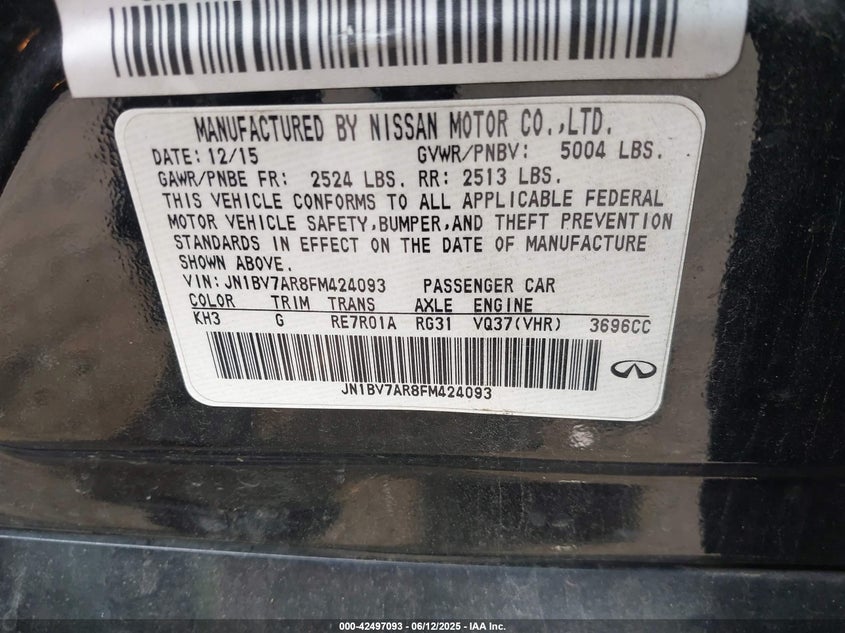 MANUFACTURED BY NISSAN MOTOR CO.,LTD.
DATE: 12/15 GVWR/PNBV: 5004 LBS.
GAWR/PNBE FR: 2524 LBS. RR: 2513 LBS.
THIS VEHICLE CONFORMS TO ALL APPLICABLE FEDERAL
MOTOR VEHICLE SAFETY,BUMPER,AND THEFT PREVENTION
STANDARDS IN EFFECT ON THE DATE OF MANUFACTURE
SHOWN ABOVE.
VIN: JN1BV7AR8FM424093 PASSENGER CAR
COLOR TRIM TRANS AXLE ENGINE
KH3 G RE7R01A RG31 VQ37(VHR) 3696CC
JN1BV7AR8FM424093
000-42497093 - 06/12/2025 - IAA Inc.